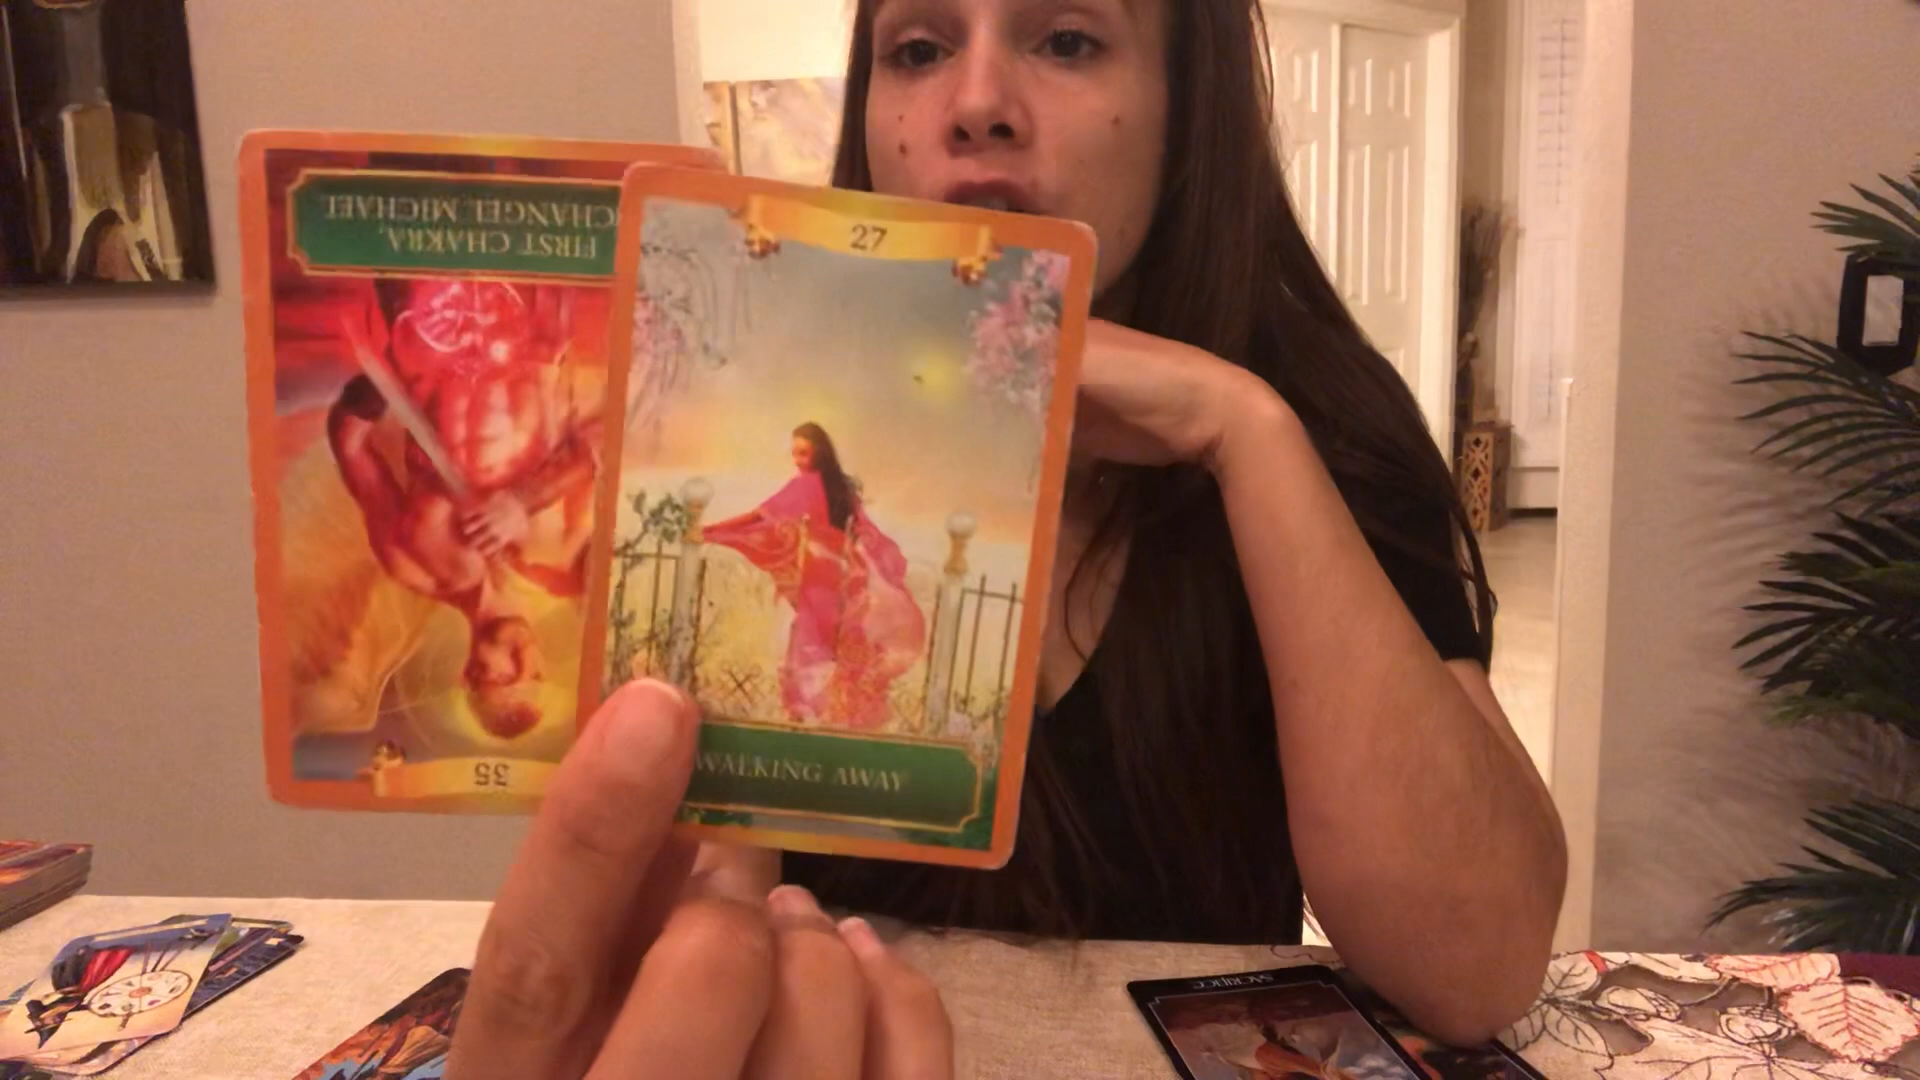 FIRST CHAKRA,
CHANGEL MICHAEL
35
27
WALKING AWAY
SACRIFICE